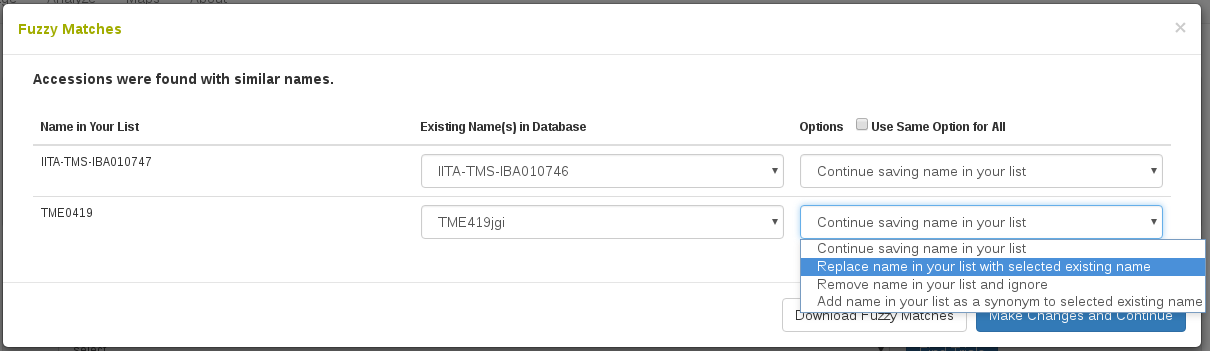 Analyze Maps About
Fuzzy Matches ×
Accessions were found with similar names.
Name in Your List Existing Name(s) in Database Options Use Same Option for All
IITA-TMS-IBA010747 IITA-TMS-IBA010746 Continue saving name in your list
TME0419 TME419jgi Continue saving name in your list
Continue saving name in your list
Replace name in your list with selected existing name
Remove name in your list and ignore
Add name in your list as a synonym to selected existing name
Download Fuzzy Matches Make Changes and Continue
select